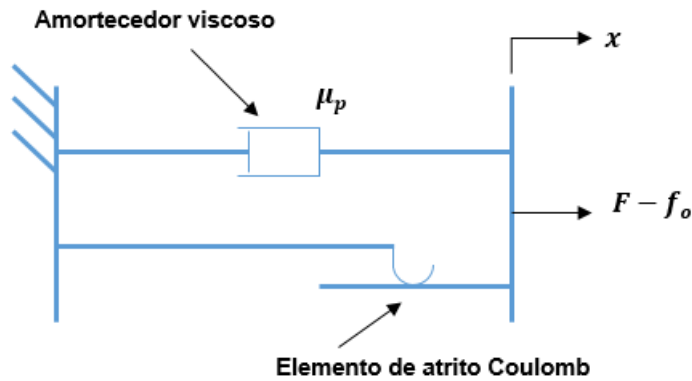 Amortecedor viscoso
x
μp
F − fo
Elemento de atrito Coulomb